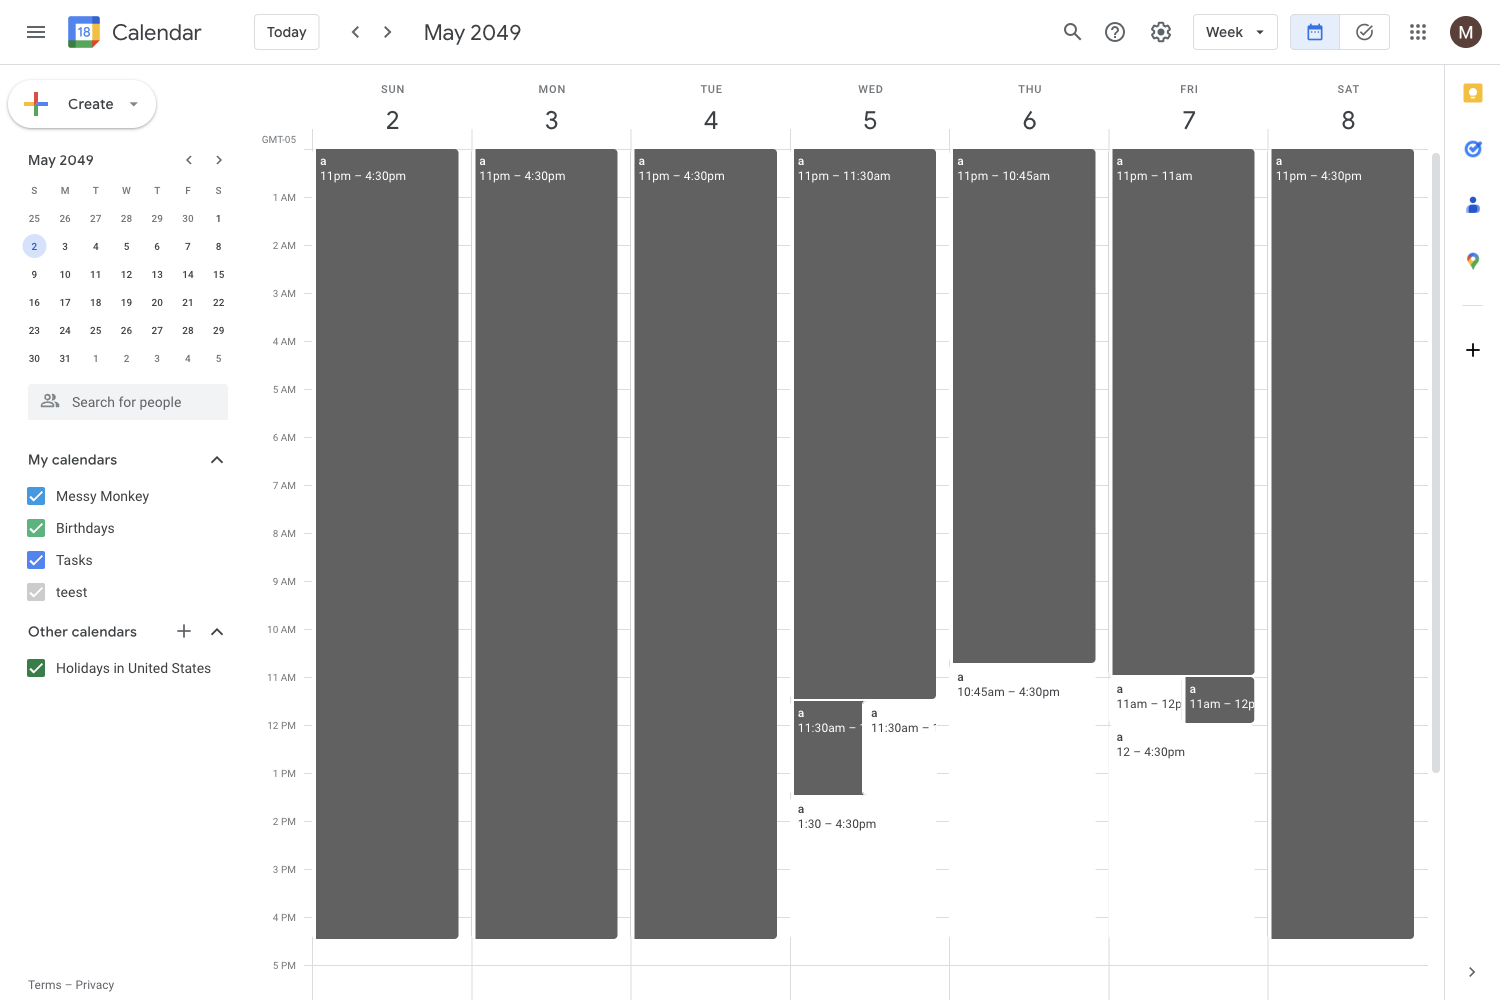 18 Calendar Today May 2049 Week M
Create
SUN MON TUE WED THU FRI SAT
2 3 4 5 6 7 8
GMT-05
May 2049
S M T W T F S
25 26 27 28 29 30 1
2 3 4 5 6 7 8
9 10 11 12 13 14 15
16 17 18 19 20 21 22
23 24 25 26 27 28 29
30 31 1 2 3 4 5
Search for people
My calendars
Messy Monkey
Birthdays
Tasks
teest
Other calendars
Holidays in United States
Terms – Privacy
1 AM
2 AM
3 AM
4 AM
5 AM
6 AM
7 AM
8 AM
9 AM
10 AM
11 AM
12 PM
1 PM
2 PM
3 PM
4 PM
5 PM
a
11pm – 4:30pm
a
11pm – 4:30pm
a
11pm – 4:30pm
a
11pm – 11:30am
a
11:30am –
a
11:30am –
a
1:30 – 4:30pm
a
11pm – 10:45am
a
10:45am – 4:30pm
a
11pm – 11am
a
11am – 12p
a
11am – 12p
a
12 – 4:30pm
a
11pm – 4:30pm